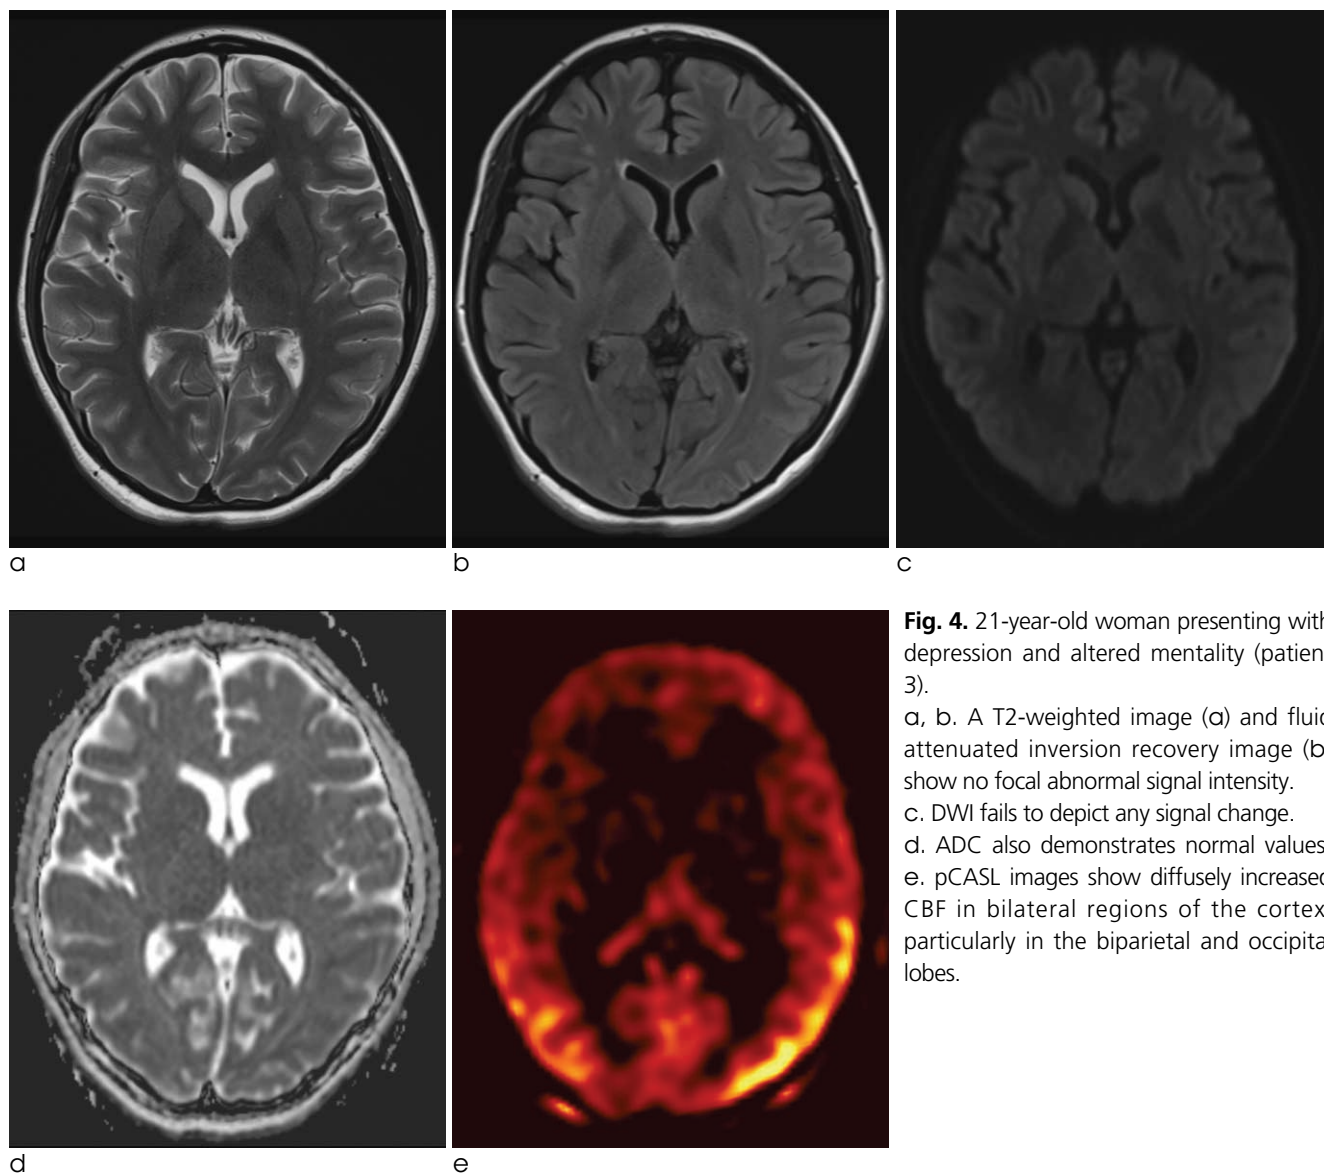 a
b
c
Fig. 4. 21-year-old woman presenting with
depression and altered mentality (patien
3).
a, b. A T2-weighted image (a) and fluid
attenuated inversion recovery image (b
show no focal abnormal signal intensity.
c. DWI fails to depict any signal change.
d. ADC also demonstrates normal values
e. pCASL images show diffusely increased
CBF in bilateral regions of the cortex
particularly in the biparietal and occipita
lobes.
d
e